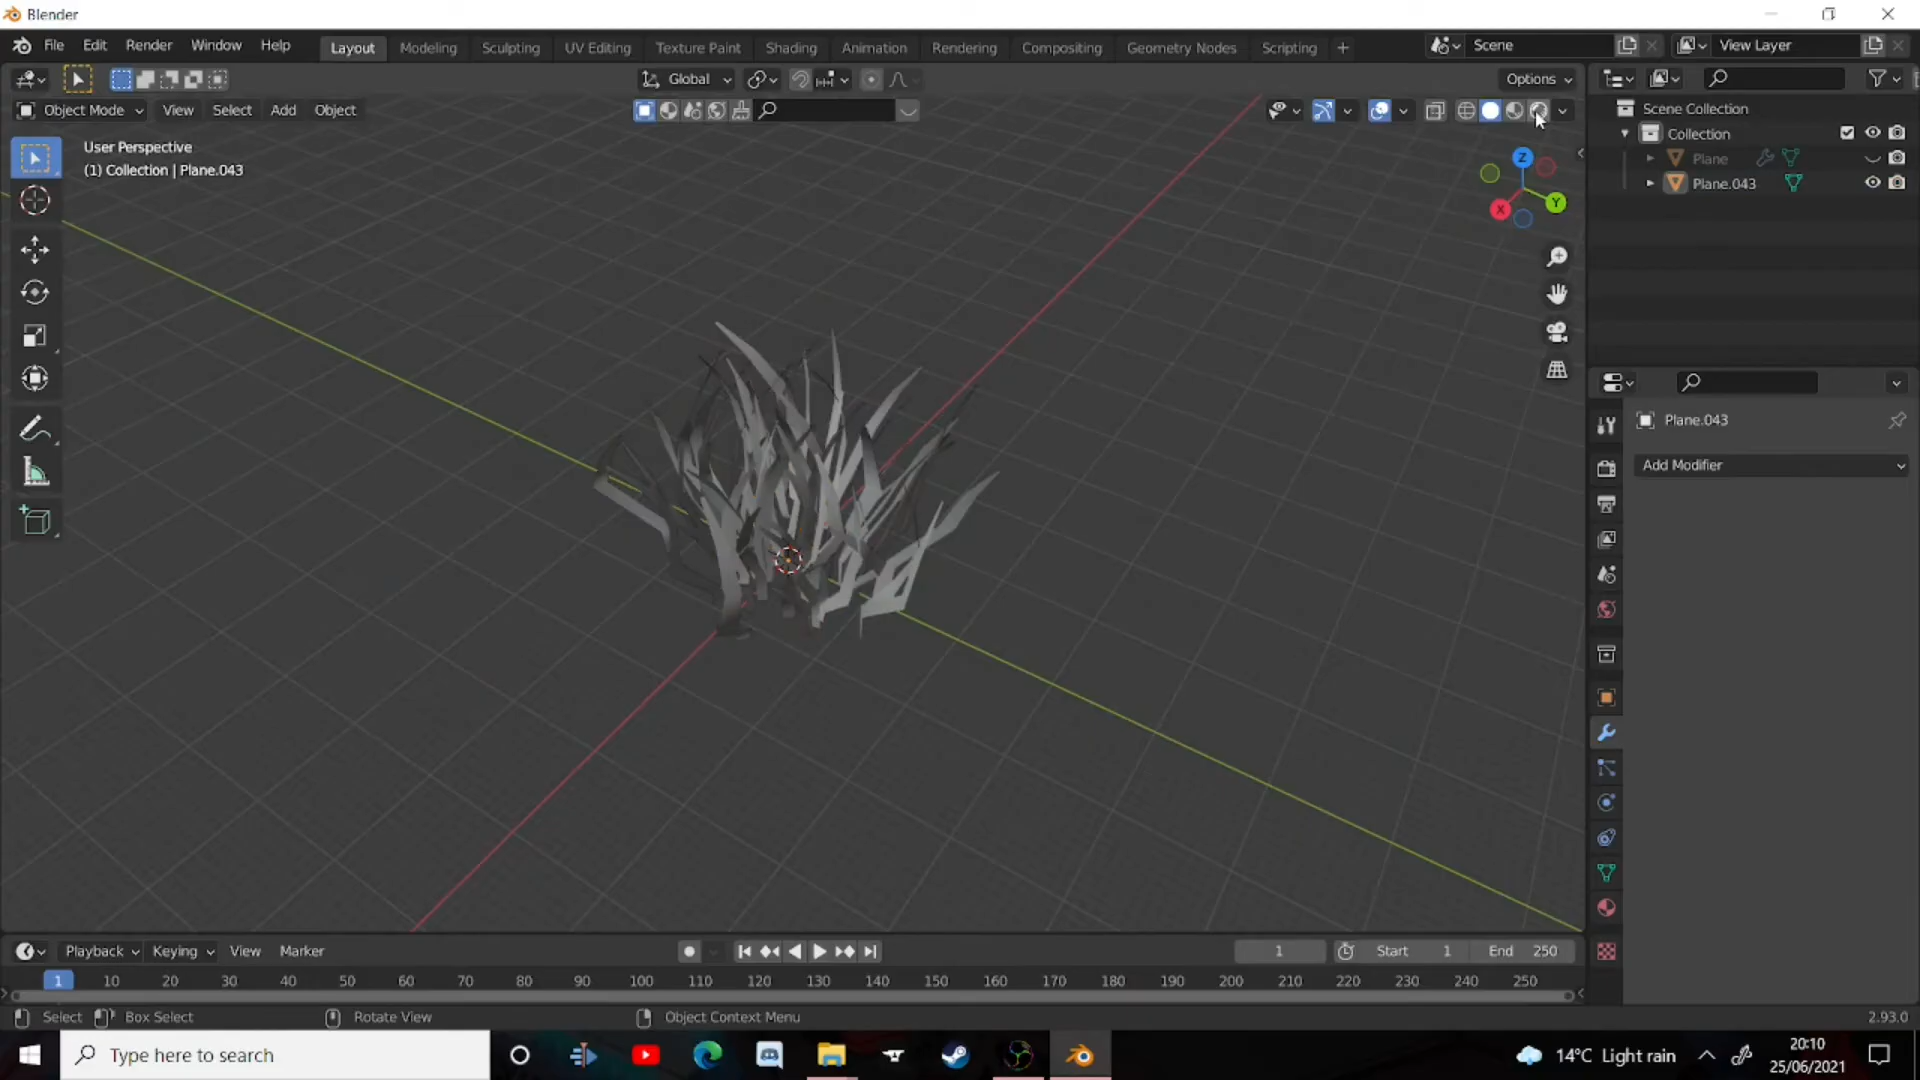 Blender
File Edit Render Window Help Layout Modeling Sculpting UV Editing Texture Paint Shading Animation Rendering Compositing Geometry Nodes Scripting + Scene View Layer
Global Options
Object Mode View Select Add Object
Scene Collection
Collection
Plane
Plane.043
User Perspective
(1) Collection | Plane.043
Z
Y
X
Plane.043
Add Modifier
Playback Keying View Marker 1 Start 1 End 250
1 10 20 30 40 50 60 70 80 90 100 110 120 130 140 150 160 170 180 190 200 210 220 230 240 250
Select Box Select Rotate View Object Context Menu 2.93.0
Type here to search 14°C Light rain 20:10
25/06/2021